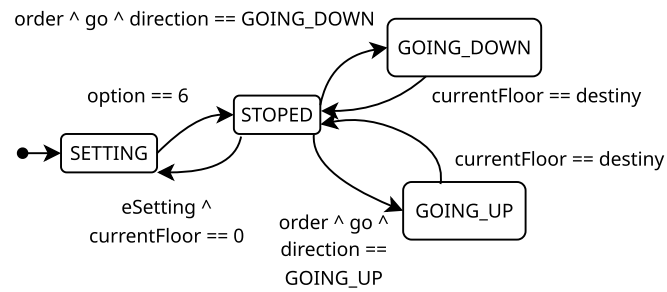 order ^ go ^ direction == GOING_DOWN
GOING_DOWN
option == 6
currentFloor == destiny
STOPED
SETTING
currentFloor == destiny
eSetting ^
currentFloor == 0
order ^ go ^
direction ==
GOING_UP
GOING_UP